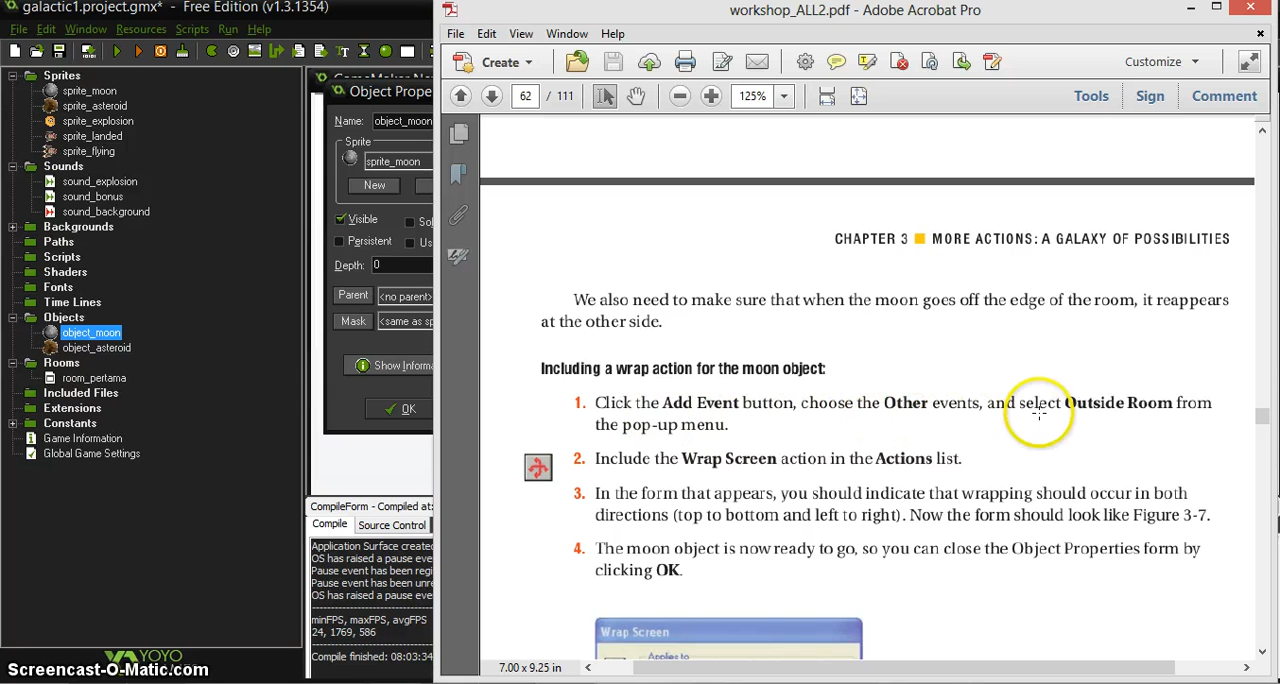 galactic1.project.gmx* - Free Edition (v1.3.1354)
File Edit Window Resources Scripts Run Help
Sprites
sprite_moon
sprite_asteroid
sprite_explosion
sprite_landed
sprite_flying
Sounds
sound_explosion
sound_bonus
sound_background
Backgrounds
Paths
Scripts
Shaders
Fonts
Time Lines
Objects
object_moon
object_asteroid
Rooms
room_pertama
Included Files
Extensions
Constants
Game Information
Global Game Settings
YOYO
Screencast-O-Matic.com
Object Prope
Name: object_moon
Sprite
sprite_moon
New
Visible
Persistent
Depth: 0
Parent <no parent>
Mask <same as sp
Show Informa
OK
CompileForm - Compiled at:
Compile Source Control
Application Surface created
OS has raised a pause eve
Pause event has been regi
Pause event has been unre
OS has raised a pause eve
minFPS, maxFPS, avgFPS
24, 1769, 586
Compile finished: 08:03:34
workshop_ALL2.pdf - Adobe Acrobat Pro
File Edit View Window Help
Create
Customize
62 / 111
125%
Tools Sign Comment
CHAPTER 3 ■ MORE ACTIONS: A GALAXY OF POSSIBILITIES
We also need to make sure that when the moon goes off the edge of the room, it reappears
at the other side.
Including a wrap action for the moon object:
1. Click the Add Event button, choose the Other events, and select Outside Room from
the pop-up menu.
2. Include the Wrap Screen action in the Actions list.
3. In the form that appears, you should indicate that wrapping should occur in both
directions (top to bottom and left to right). Now the form should look like Figure 3-7.
4. The moon object is now ready to go, so you can close the Object Properties form by
clicking OK.
Wrap Screen
Applies to
7.00 x 9.25 in